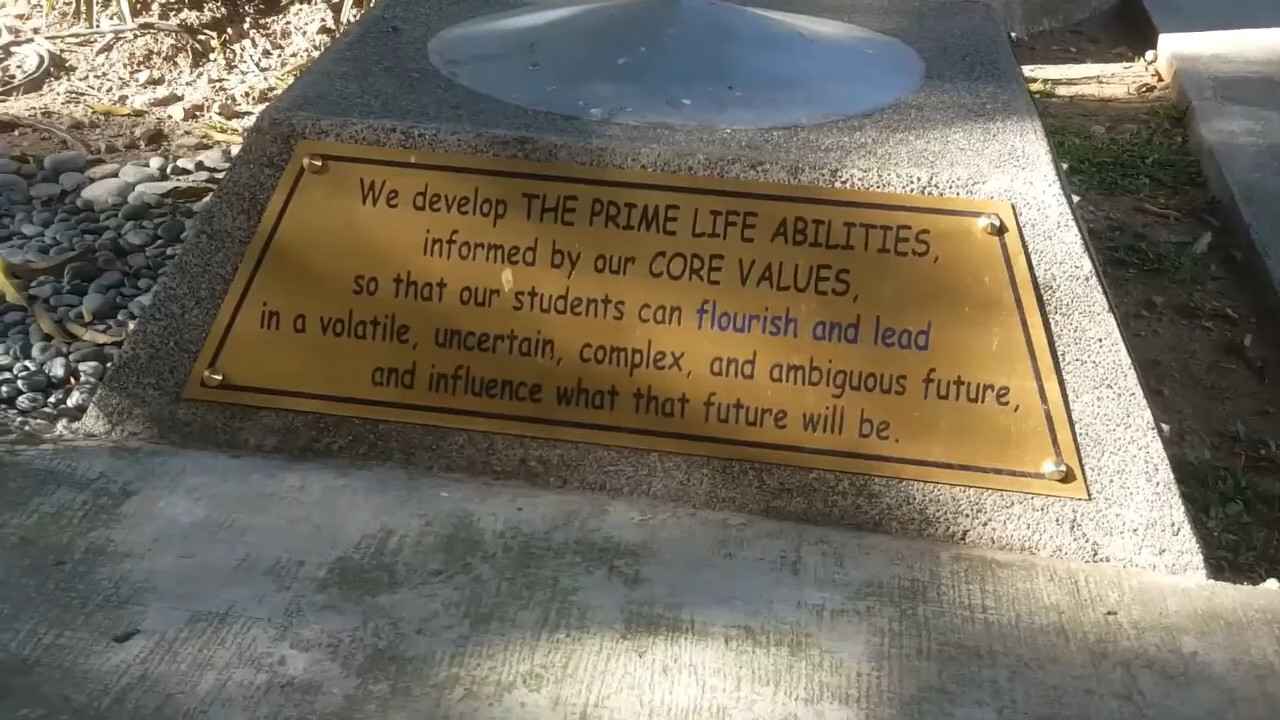 We develop THE PRIME LIFE ABILITIES,
informed by our CORE VALUES,
so that our students can flourish and lead
in a volatile, uncertain, complex, and ambiguous future,
and influence what that future will be.